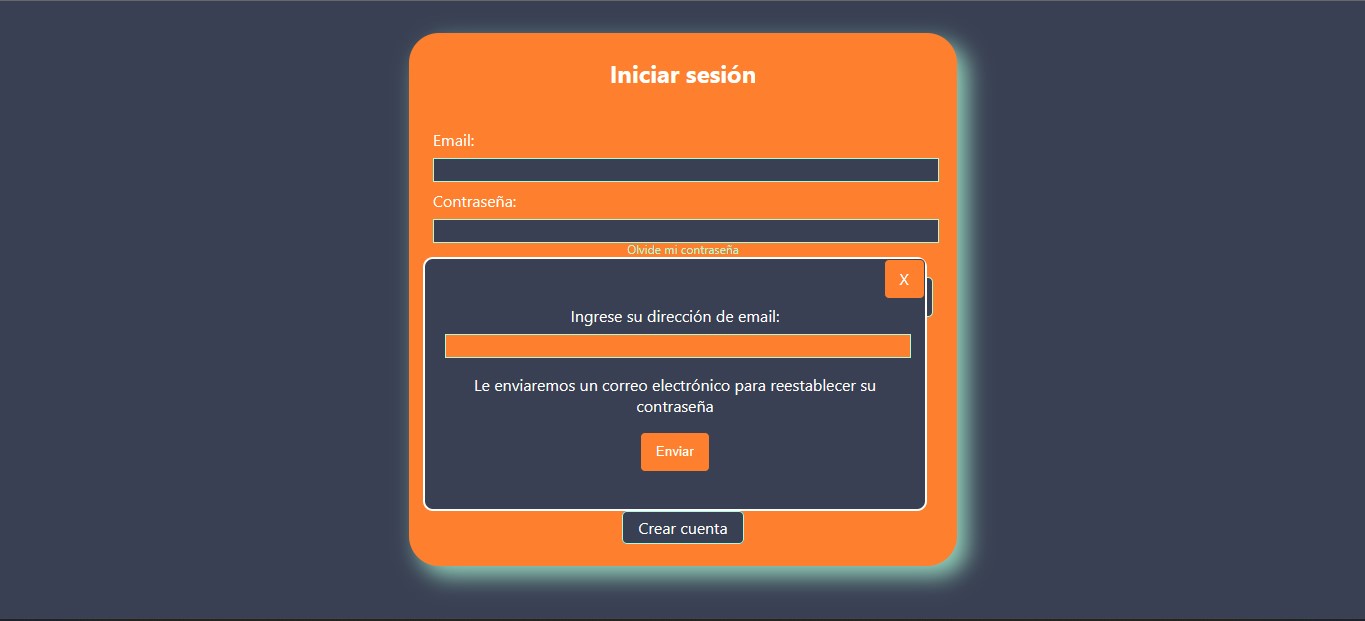 Iniciar sesión
Email:
Contraseña:
Olvide mi contraseña
X
Ingrese su dirección de email:
Le enviaremos un correo electrónico para reestablecer su
contraseña
Enviar
Crear cuenta